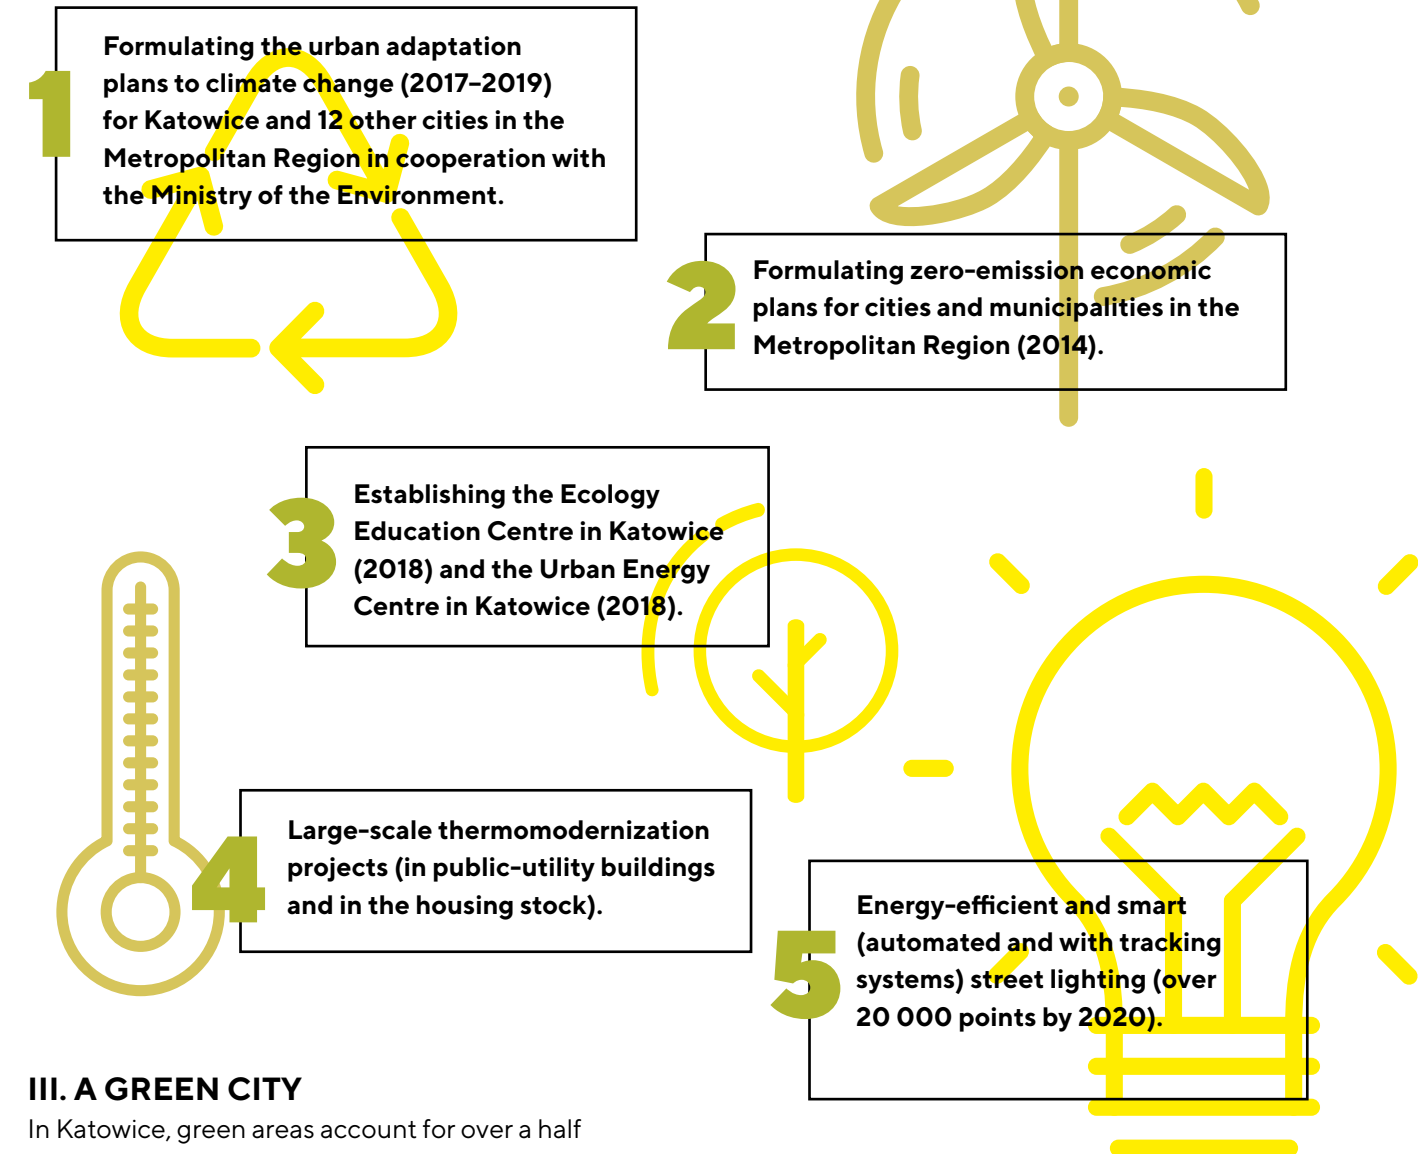 1
Formulating the urban adaptation
plans to climate change (2017–2019)
for Katowice and 12 other cities in the
Metropolitan Region in cooperation with
the Ministry of the Environment.
2
Formulating zero-emission economic
plans for cities and municipalities in the
Metropolitan Region (2014).
3
Establishing the Ecology
Education Centre in Katowice
(2018) and the Urban Energy
Centre in Katowice (2018).
4
Large-scale thermomodernization
projects (in public-utility buildings
and in the housing stock).
5
Energy-efficient and smart
(automated and with tracking
systems) street lighting (over
20 000 points by 2020).
III. A GREEN CITY
In Katowice, green areas account for over a half